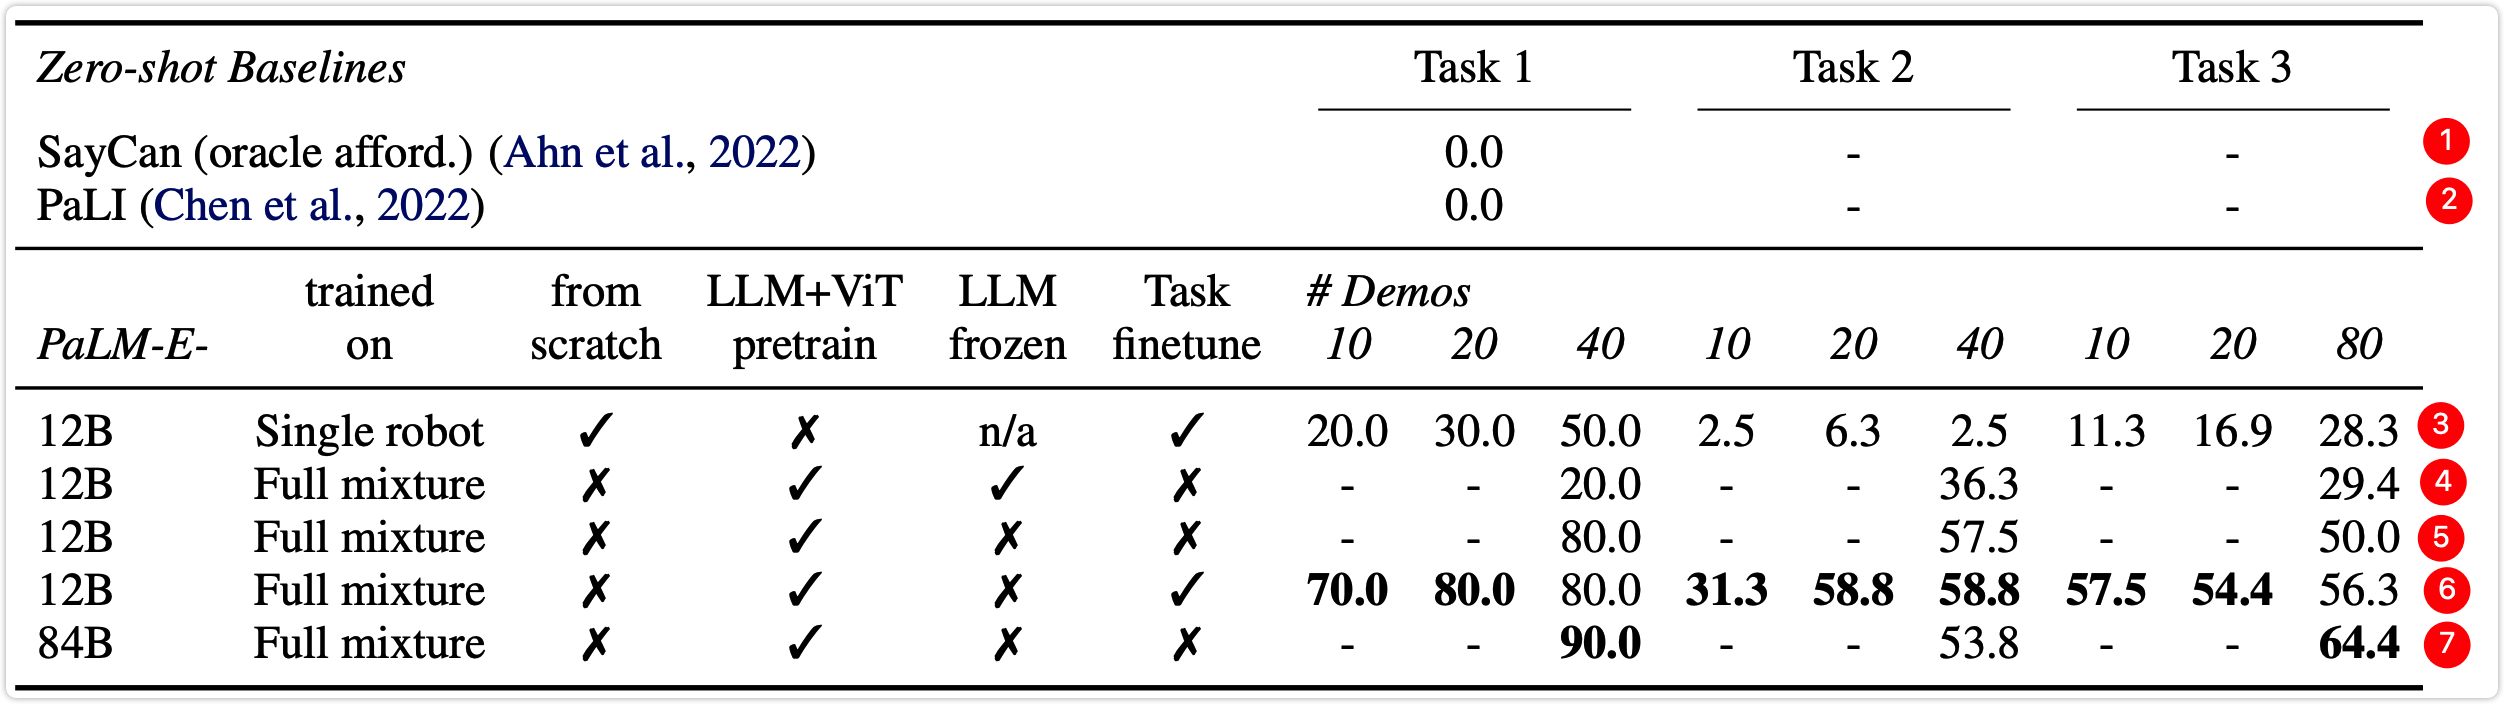 Zero-shot Baselines Task 1 Task 2 Task 3
SayCan (oracle afford.) (Ahn et al., 2022) 0.0 - - 1
PaLI (Chen et al., 2022) 0.0 - - 2
trained from LLM+ViT LLM Task # Demos
PaLM-E- on scratch pretrain frozen finetune 10 20 40 10 20 40 10 20 80
12B Single robot ✓ ✗ n/a ✓ 20.0 30.0 50.0 2.5 6.3 2.5 11.3 16.9 28.3 3
12B Full mixture ✗ ✓ ✓ ✗ - - 20.0 - - 36.3 - - 29.4 4
12B Full mixture ✗ ✓ ✗ ✗ - - 80.0 - - 57.5 - - 50.0 5
12B Full mixture ✗ ✓ ✗ ✓ 70.0 80.0 80.0 31.3 58.8 58.8 57.5 54.4 56.3 6
84B Full mixture ✗ ✓ ✗ ✗ - - 90.0 - - 53.8 - - 64.4 7